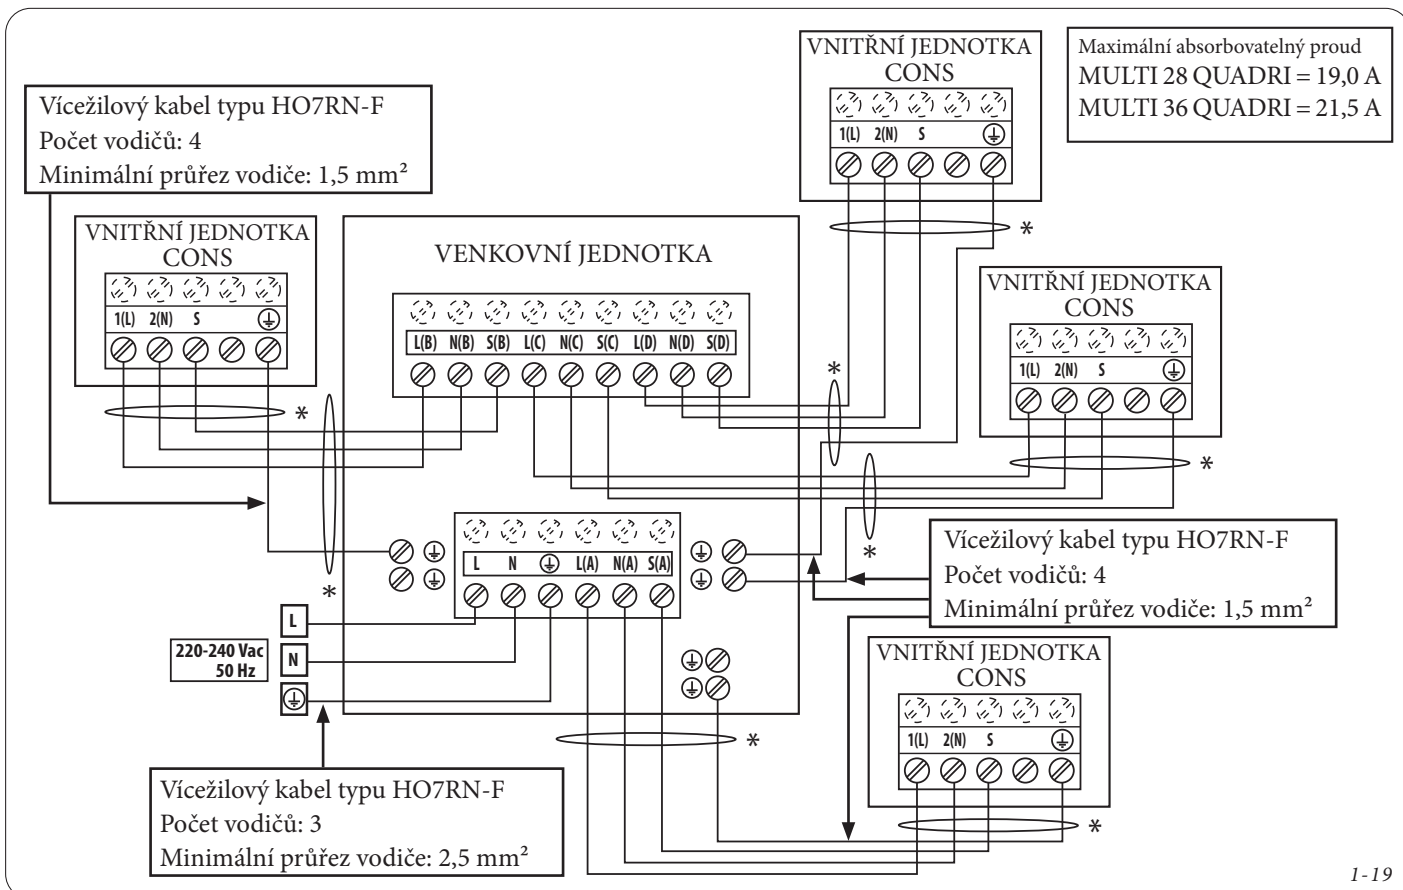 VNITŘNÍ JEDNOTKA
CONS
1(L) 2(N) S
Maximální absorbovatelný proud
MULTI 28 QUADRI = 19,0 A
MULTI 36 QUADRI = 21,5 A
Vícežilový kabel typu HO7RN-F
Počet vodičů: 4
Minimální průřez vodiče: 1,5 mm²
VNITŘNÍ JEDNOTKA
CONS
1(L) 2(N) S
*
*
VENKOVNÍ JEDNOTKA
L(B) N(B) S(B) L(C) N(C) S(C) L(D) N(D) S(D)
*
*
VNITŘNÍ JEDNOTKA
CONS
1(L) 2(N) S
*
*
L N L(A) N(A) S(A)
Vícežilový kabel typu HO7RN-F
Počet vodičů: 4
Minimální průřez vodiče: 1,5 mm²
220-240 Vac
50 Hz
L
N
*
VNITŘNÍ JEDNOTKA
CONS
1(L) 2(N) S
*
Vícežilový kabel typu HO7RN-F
Počet vodičů: 3
Minimální průřez vodiče: 2,5 mm²
1-19